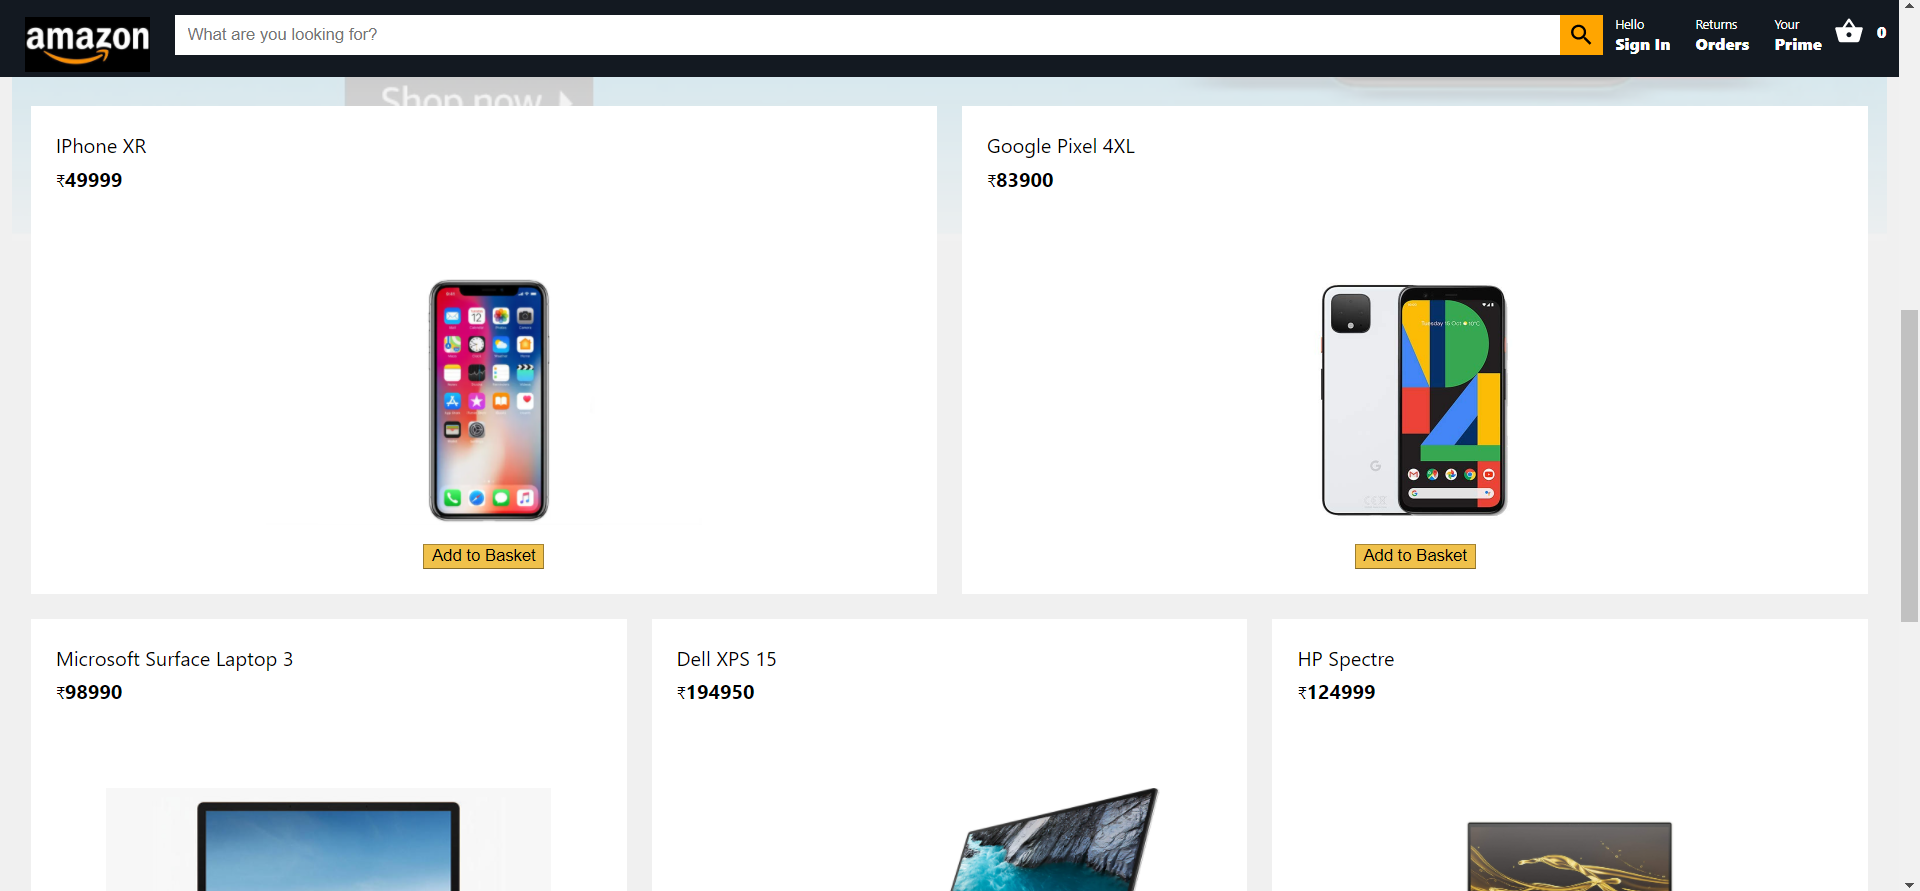 amazon
What are you looking for?
Hello
Sign In
Returns
Orders
Your
Prime
0
Shop now
IPhone XR
₹49999
Add to Basket
Google Pixel 4XL
₹83900
Add to Basket
Microsoft Surface Laptop 3
₹98990
Dell XPS 15
₹194950
HP Spectre
₹124999